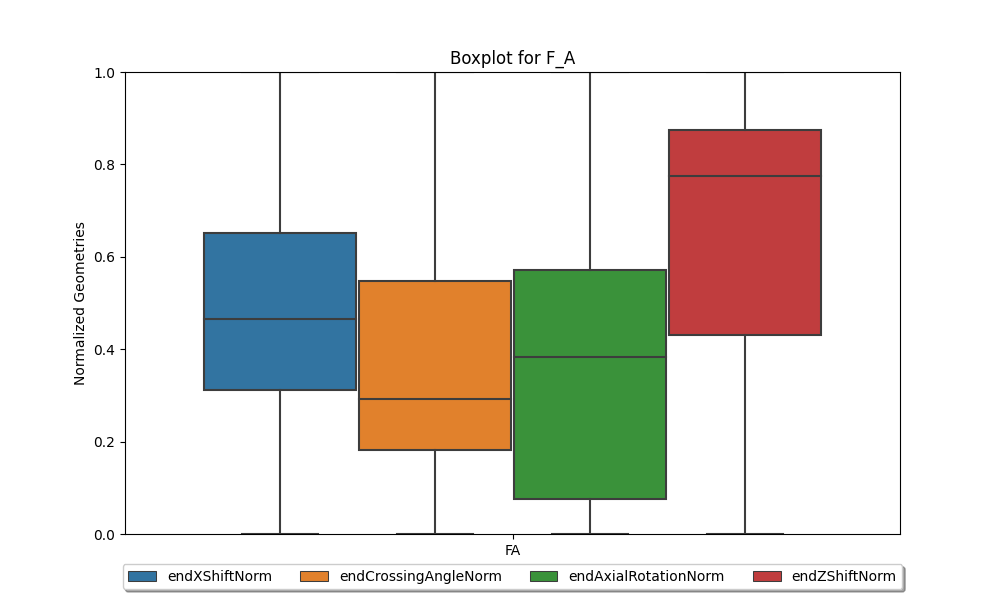 Boxplot for F_A
1.0
0.8
0.6
0.4
0.2
0.0
Normalized Geometries
FA
endXShiftNorm endCrossingAngleNorm endAxialRotationNorm endZShiftNorm